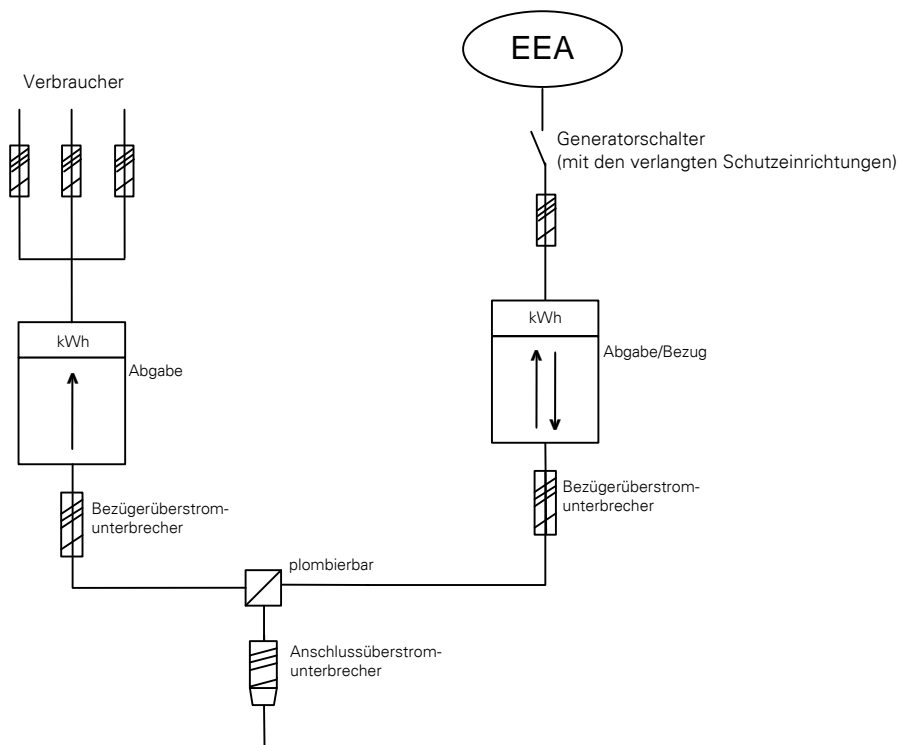 EEA
Verbraucher
Generatorschalter
(mit den verlangten Schutzeinrichtungen)
kWh
Abgabe/Bezug
kWh
Abgabe
Bezügerüberstrom-
unterbrecher
Bezügerüberstrom-
unterbrecher
plombierbar
Anschlussüberstrom-
unterbrecher